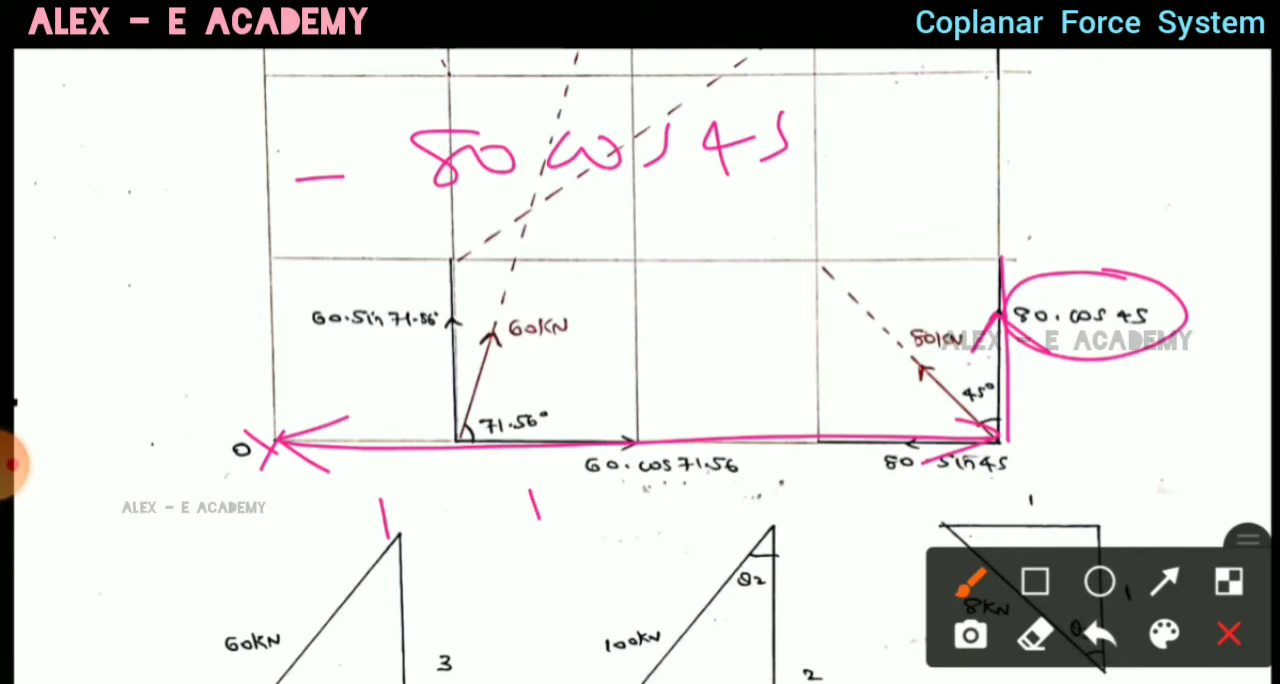 ALEX - E ACADEMY
Coplanar Force System
- 80 cos 45
60.Sin 71.56°
60KN
80.cos 45
80KN
ALEX - E ACADEMY
45°
71.56°
0
60.cos 71.56
80 sin 45
ALEX - E ACADEMY
1
1
1
θ2
1
8KN
θ
60KN
100KN
3
2